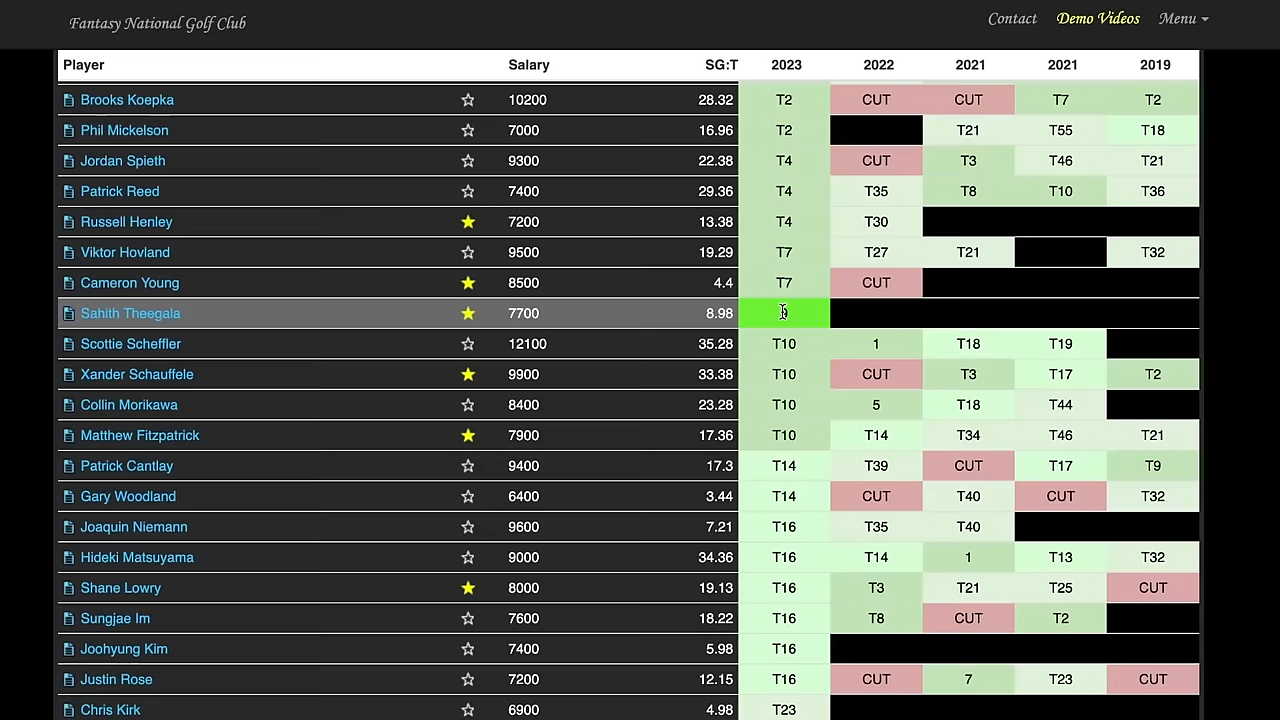 Fantasy National Golf Club Contact Demo Videos Menu
Player Salary SG:T 2023 2022 2021 2021 2019
Brooks Koepka 10200 28.32 T2 CUT CUT T7 T2
Phil Mickelson 7000 16.96 T2 T21 T55 T18
Jordan Spieth 9300 22.38 T4 CUT T3 T46 T21
Patrick Reed 7400 29.36 T4 T35 T8 T10 T36
Russell Henley 7200 13.38 T4 T30
Viktor Hovland 9500 19.29 T7 T27 T21 T32
Cameron Young 8500 4.4 T7 CUT
Sahith Theegala 7700 8.98
Scottie Scheffler 12100 35.28 T10 1 T18 T19
Xander Schauffele 9900 33.38 T10 CUT T3 T17 T2
Collin Morikawa 8400 23.28 T10 5 T18 T44
Matthew Fitzpatrick 7900 17.36 T10 T14 T34 T46 T21
Patrick Cantlay 9400 17.3 T14 T39 CUT T17 T9
Gary Woodland 6400 3.44 T14 CUT T40 CUT T32
Joaquin Niemann 9600 7.21 T16 T35 T40
Hideki Matsuyama 9000 34.36 T16 T14 1 T13 T32
Shane Lowry 8000 19.13 T16 T3 T21 T25 CUT
Sungjae Im 7600 18.22 T16 T8 CUT T2
Joohyung Kim 7400 5.98 T16
Justin Rose 7200 12.15 T16 CUT 7 T23 CUT
Chris Kirk 6900 4.98 T23